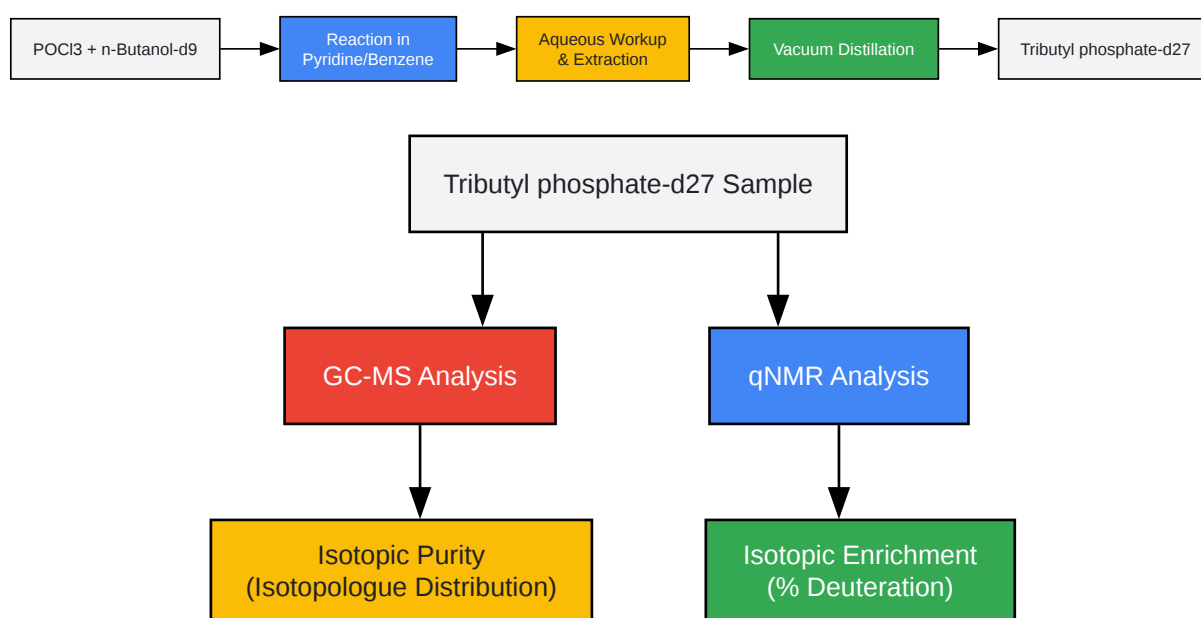 POCl3 + n-Butanol-d9
Reaction in
Pyridine/Benzene
Aqueous Workup
& Extraction
Vacuum Distillation
Tributyl phosphate-d27
Tributyl phosphate-d27 Sample
GC-MS Analysis
qNMR Analysis
Isotopic Purity
(Isotopologue Distribution)
Isotopic Enrichment
(% Deuteration)